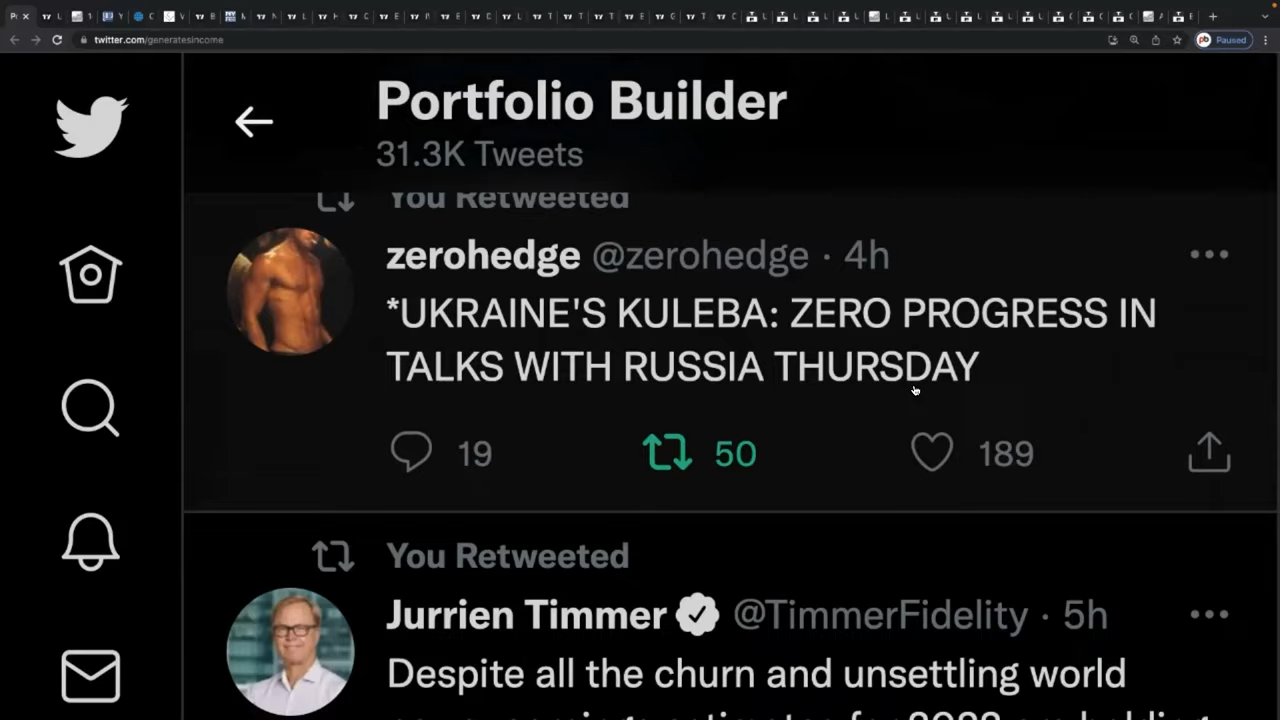 twitter.com/generatesincome
Paused
Portfolio Builder
31.3K Tweets
You Retweeted
zerohedge @zerohedge · 4h
*UKRAINE'S KULEBA: ZERO PROGRESS IN
TALKS WITH RUSSIA THURSDAY
19 50 189
You Retweeted
Jurrien Timmer @TimmerFidelity · 5h
Despite all the churn and unsettling world